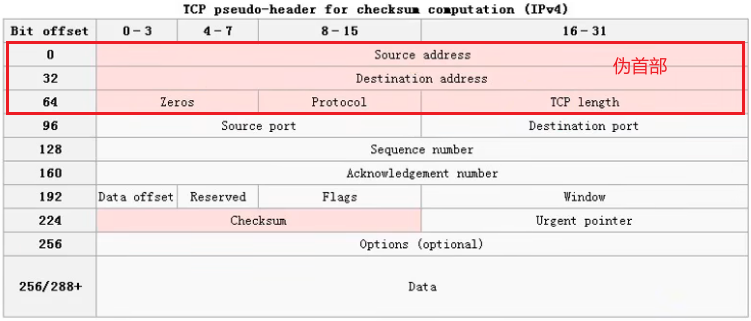 TCP pseudo-header for checksum computation (IPv4)
Bit offset 0-3 4-7 8-15 16-31
0 Source address
伪首部
32 Destination address
64 Zeros Protocol TCP length
96 Source port Destination port
128 Sequence number
160 Acknowledgement number
192 Data offset Reserved Flags Window
224 Checksum Urgent pointer
256 Options (optional)
256/288+ Data